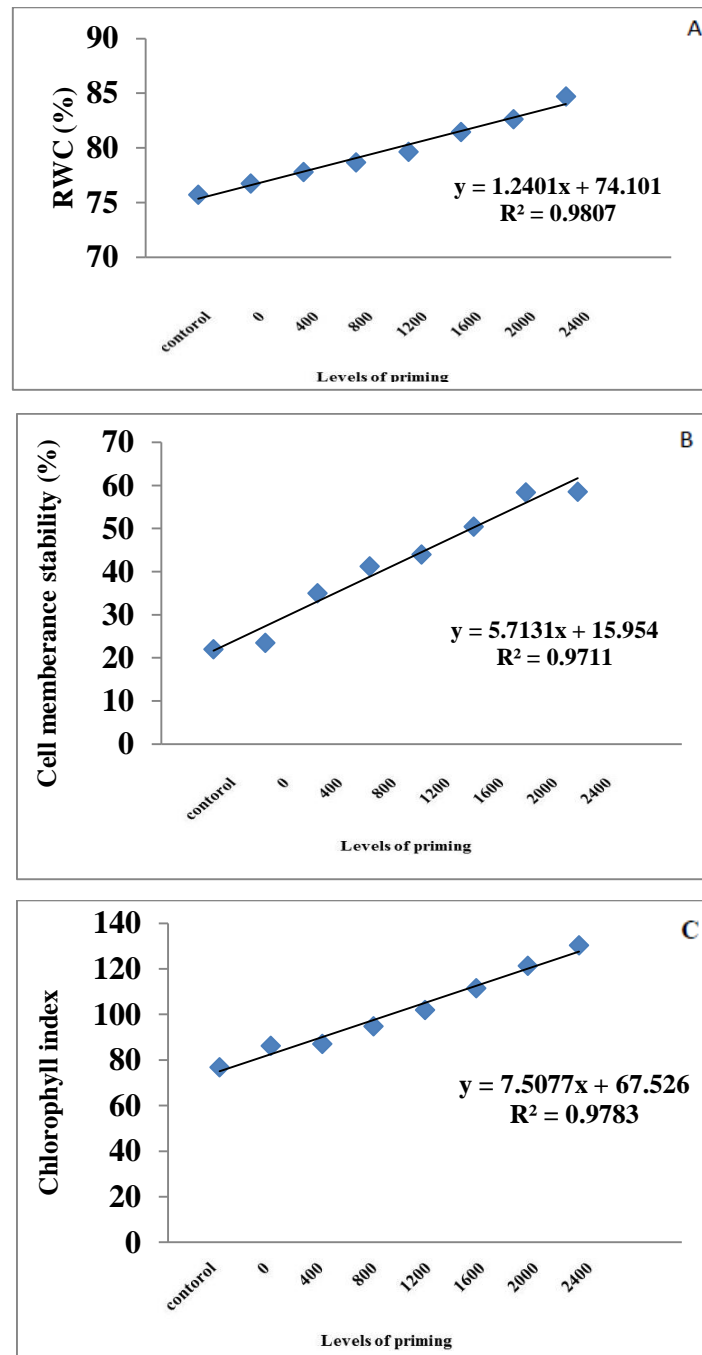 A
90
85
80
75
70
RWC (%)
y = 1.2401x + 74.101
R² = 0.9807
contorol 0 400 800 1200 1600 2000 2400
Levels of priming
B
70
60
50
40
30
20
10
0
Cell memberance stability (%)
y = 5.7131x + 15.954
R² = 0.9711
contorol 0 400 800 1200 1600 2000 2400
Levels of priming
C
140
120
100
80
60
40
20
0
Chlorophyll index
y = 7.5077x + 67.526
R² = 0.9783
contorol 0 400 800 1200 1600 2000 2400
Levels of priming